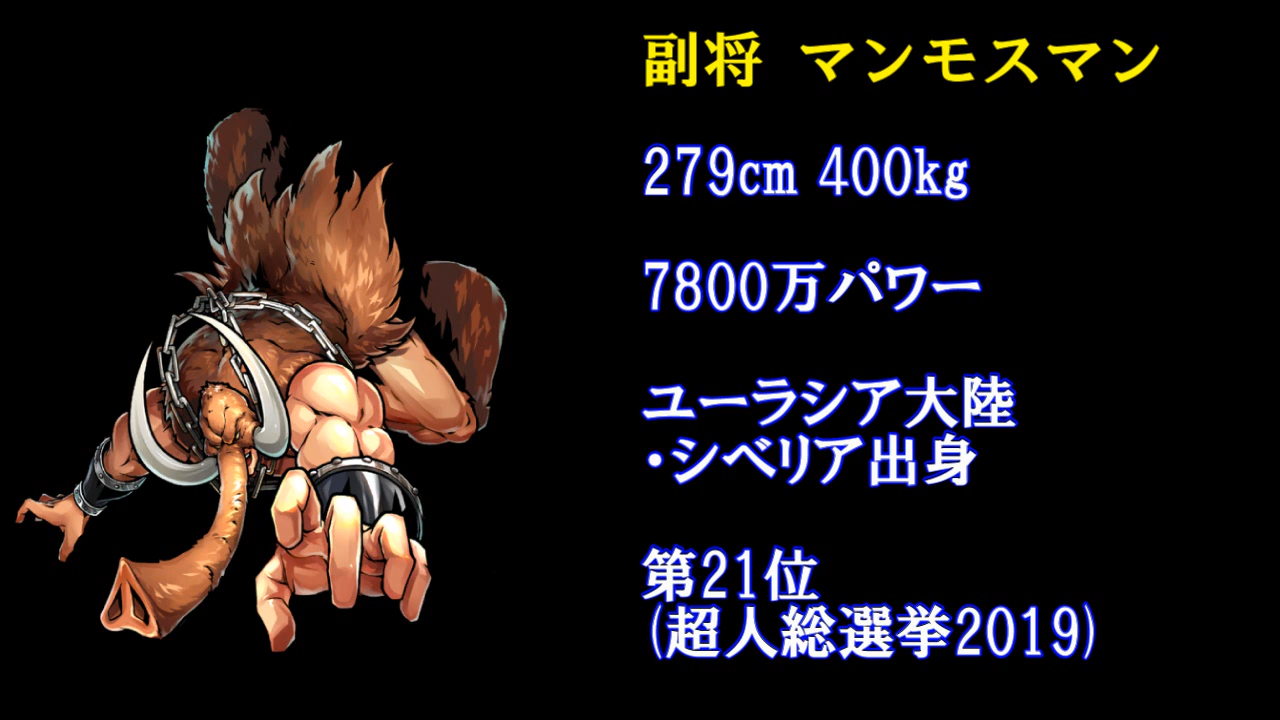 副将 マンモスマン
279cm 400kg
7800万パワー
ユーラシア大陸
・シベリア出身
第21位
(超人総選挙2019)